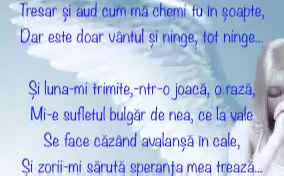 Tresar și aud cum mă chemi tu în șoapte,
Dar este doar vântul și ninge, tot ninge...
Și luna-mi trimite,-ntr-o joacă, o rază,
Mi-e sufletul bulgăr de nea, ce la vale
Se face căzând avalanșă în cale,
Și zorii-mi sărută speranța mea trează...